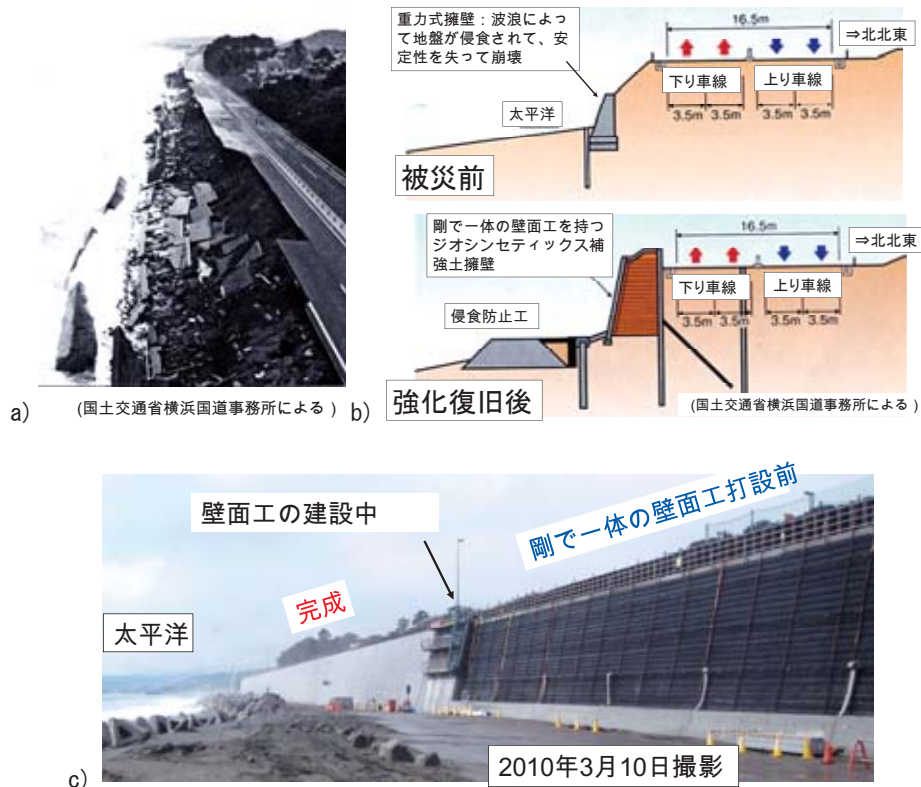 a)
(国土交通省横浜国道事務所による)
b)
重力式擁壁：波浪によって
地盤が侵食されて、安
定性を失って崩壊
16.5m
⇒北北東
下り車線
上り車線
3.5m
3.5m
3.5m
3.5m
太平洋
被災前
剛で一体の壁面工を持つ
ジオシンセティックス補
強土擁壁
16.5m
⇒北北東
下り車線
上り車線
3.5m
3.5m
3.5m
3.5m
侵食防止工
強化復旧後
(国土交通省横浜国道事務所による)
壁面工の建設中
剛で一体の壁面工打設前
完成
太平洋
2010年3月10日撮影
c)